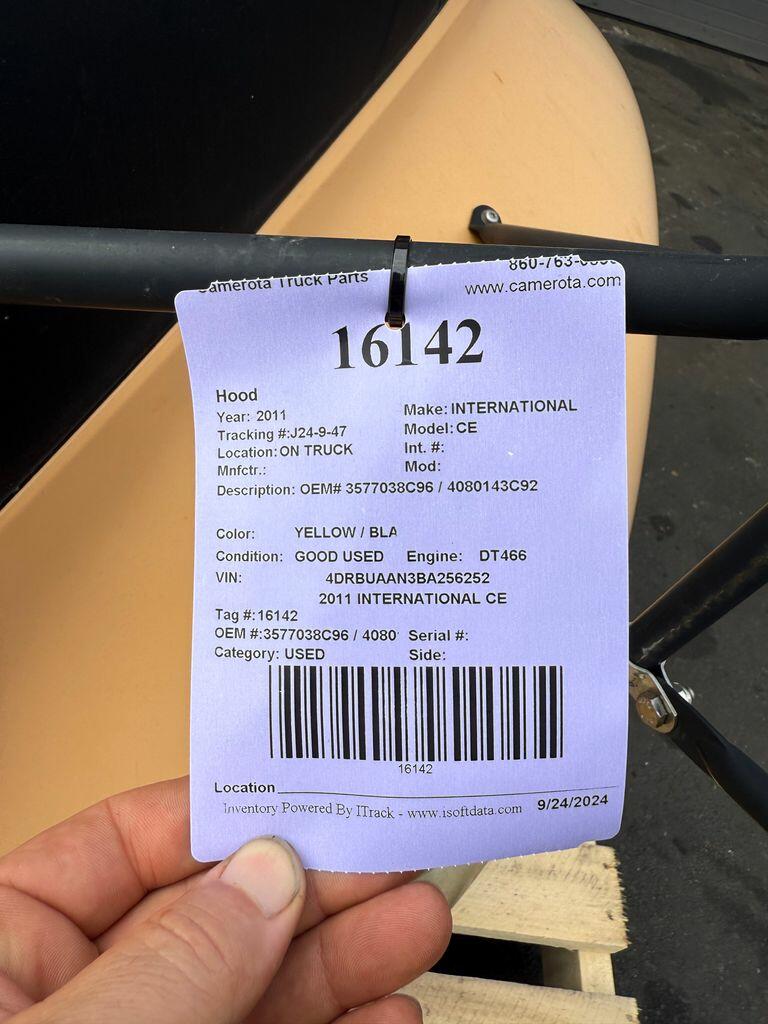 Camerota Truck Parts
www.camerota.com
16142
Hood
Year: 2011 Make: INTERNATIONAL
Tracking #:J24-9-47 Model: CE
Location: ON TRUCK Int. #:
Mnfctr.: Mod:
Description: OEM# 3577038C96 / 4080143C92
Color: YELLOW / BLA
Condition: GOOD USED Engine: DT466
VIN: 4DRBUAAN3BA256252
2011 INTERNATIONAL CE
Tag #:16142
OEM #:3577038C96 / 4080 Serial #:
Category: USED Side:
16142
Location
Inventory Powered By ITrack - www.isoftdata.com 9/24/2024